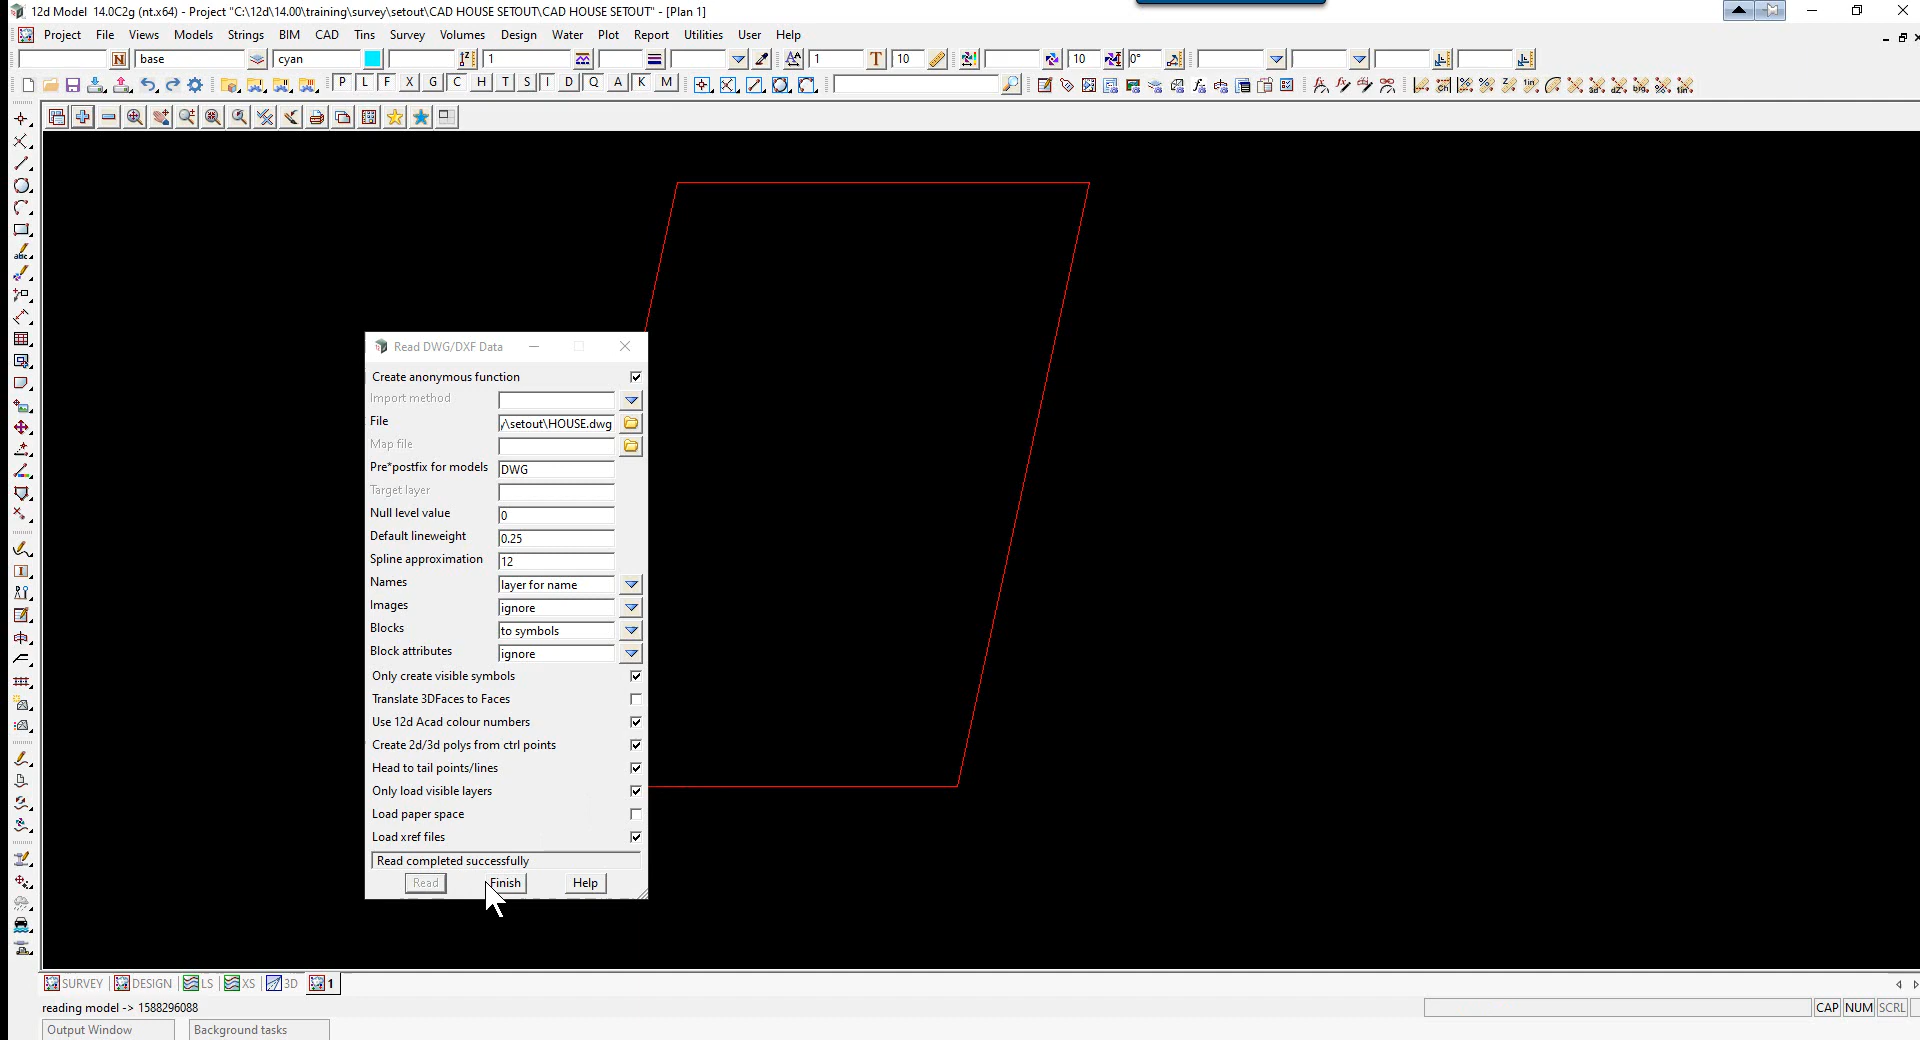 12d Model 14.0C2g (nt.x64) - Project "C:\12d\14.00\training\survey\setout\CAD HOUSE SETOUT\CAD HOUSE SETOUT" - [Plan 1]
Project File Views Models Strings BIM CAD Tins Survey Volumes Design Water Plot Report Utilities User Help
N base cyan 1 1 T 10 10 0°
P L F X G C H T S I D Q A K M
Read DWG/DXF Data
Create anonymous function
Import method
File y\setout\HOUSE.dwg
Map file
Pre*postfix for models DWG
Target layer
Null level value 0
Default lineweight 0.25
Spline approximation 12
Names layer for name
Images ignore
Blocks to symbols
Block attributes ignore
Only create visible symbols
Translate 3DFaces to Faces
Use 12d Acad colour numbers
Create 2d/3d polys from ctrl points
Head to tail points/lines
Only load visible layers
Load paper space
Load xref files
Read completed successfully
Read Finish Help
SURVEY DESIGN LS XS 3D 1
reading model -> 1588296088
CAP NUM SCRL
Output Window Background tasks